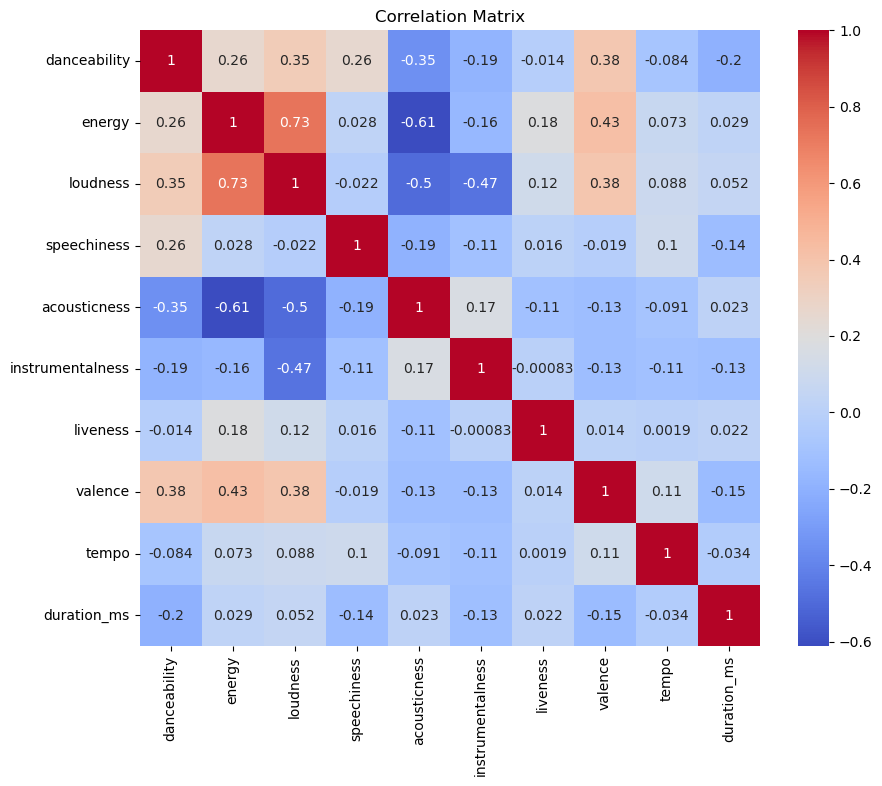 Correlation Matrix
danceability 1 0.26 0.35 0.26 -0.35 -0.19 -0.014 0.38 -0.084 -0.2
energy 0.26 1 0.73 0.028 -0.61 -0.16 0.18 0.43 0.073 0.029
loudness 0.35 0.73 1 -0.022 -0.5 -0.47 0.12 0.38 0.088 0.052
speechiness 0.26 0.028 -0.022 1 -0.19 -0.11 0.016 -0.019 0.1 -0.14
acousticness -0.35 -0.61 -0.5 -0.19 1 0.17 -0.11 -0.13 -0.091 0.023
instrumentalness -0.19 -0.16 -0.47 -0.11 0.17 1 -0.00083 -0.13 -0.11 -0.13
liveness -0.014 0.18 0.12 0.016 -0.11 -0.00083 1 0.014 0.0019 0.022
valence 0.38 0.43 0.38 -0.019 -0.13 -0.13 0.014 1 0.11 -0.15
tempo -0.084 0.073 0.088 0.1 -0.091 -0.11 0.0019 0.11 1 -0.034
duration_ms -0.2 0.029 0.052 -0.14 0.023 -0.13 0.022 -0.15 -0.034 1
danceability
energy
loudness
speechiness
acousticness
instrumentalness
liveness
valence
tempo
duration_ms
1.0
0.8
0.6
0.4
0.2
0.0
-0.2
-0.4
-0.6